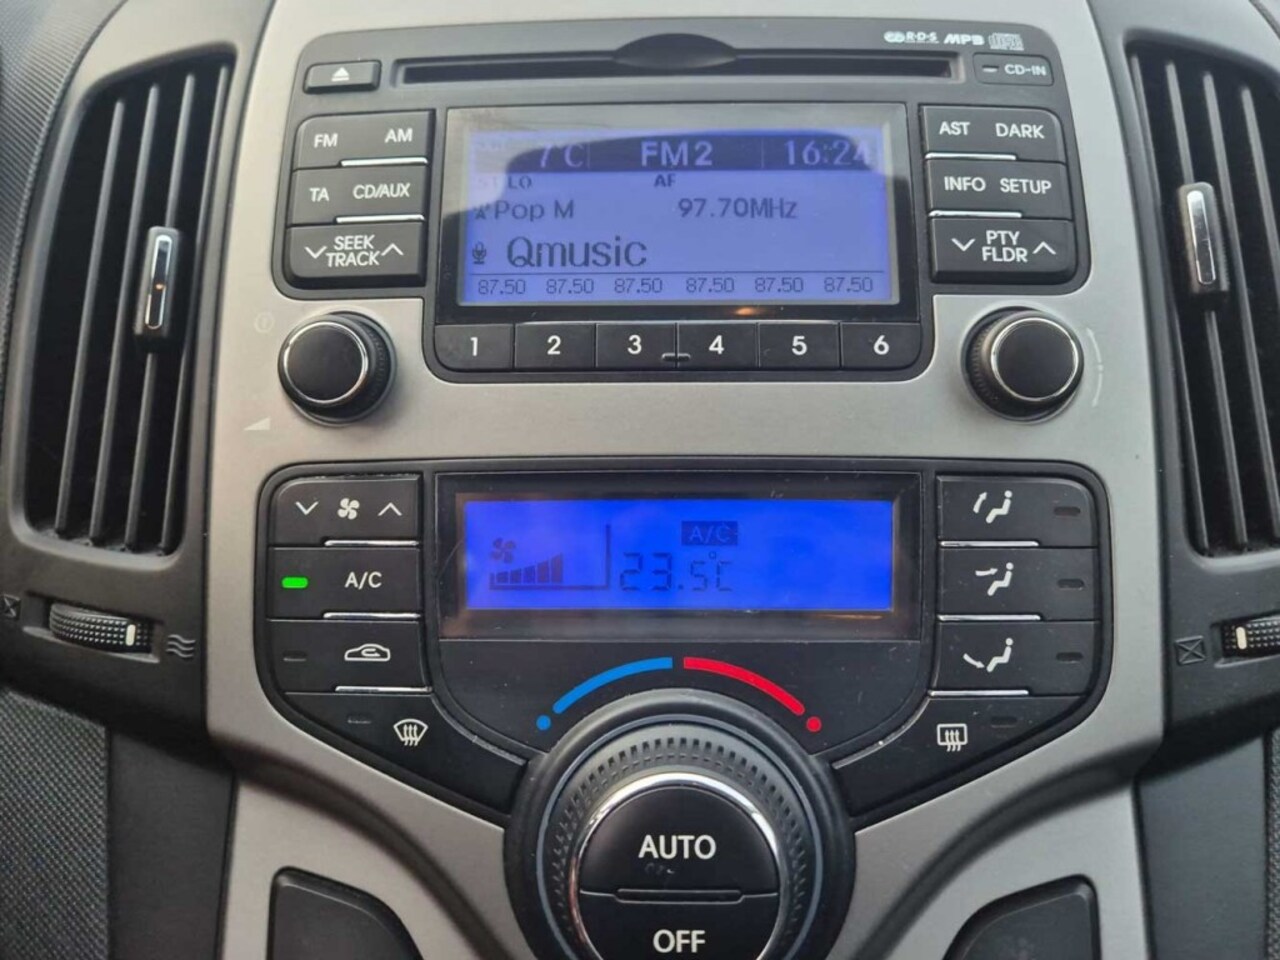 R·D·S MP3
CD-IN
FM AM
AST DARK
7°C FM2 16:24
LO AF
TA CD/AUX
INFO SETUP
Pop M 97.70MHz
SEEK
TRACK
PTY
FLDR
Qmusic
87.50 87.50 87.50 87.50 87.50 87.50
1 2 3 4 5 6
A/C
23.5°C
A/C
AUTO
OFF